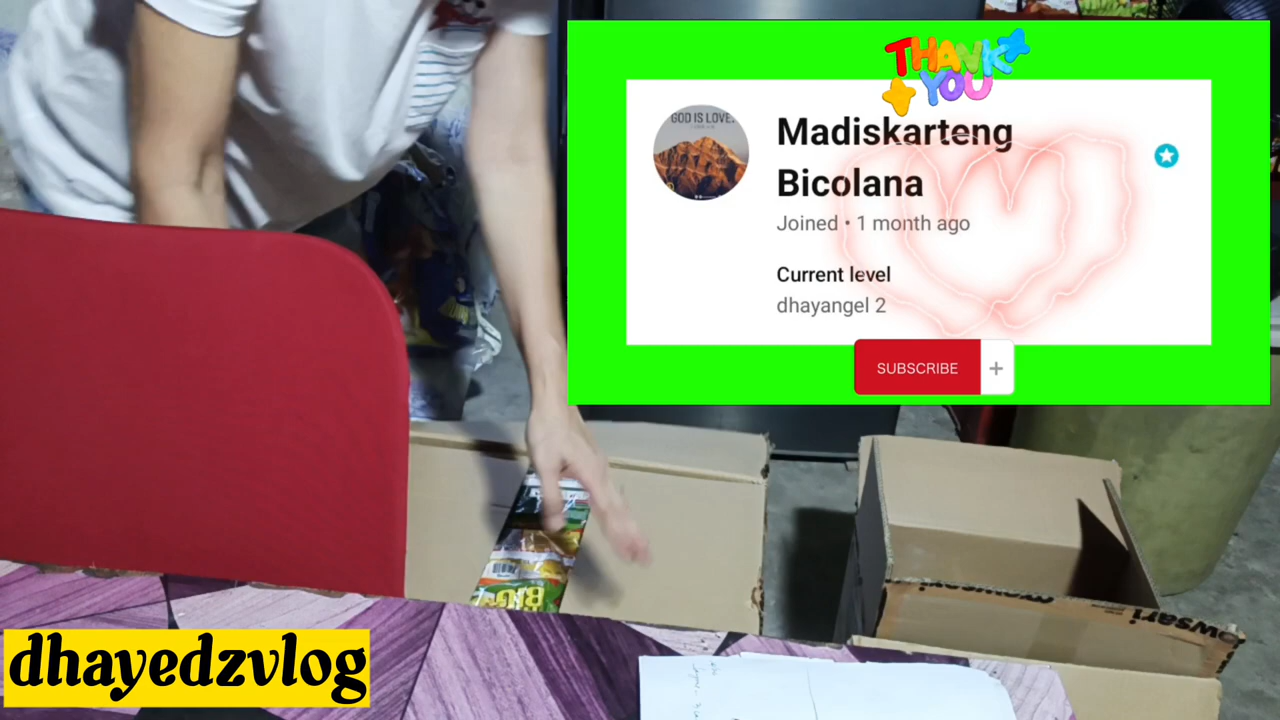 THANK
YOU
GOD IS LOVE.
Madiskarteng
Bicolana
Joined • 1 month ago
Current level
dhayangel 2
SUBSCRIBE +
dhayedzvlog